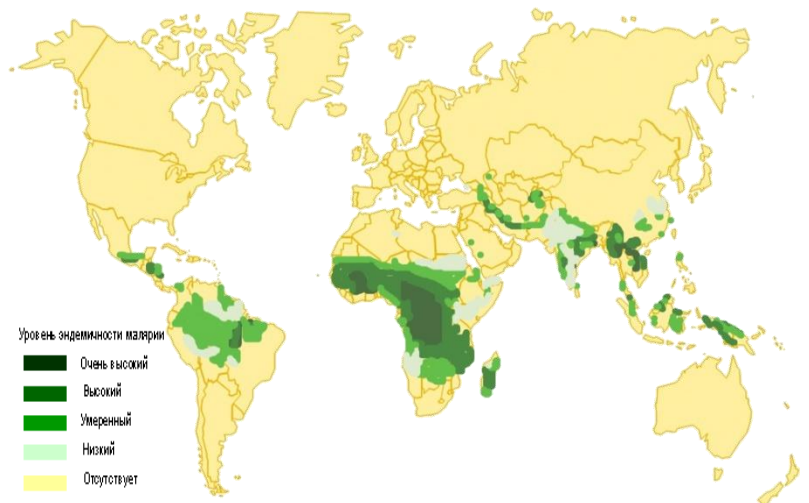 Уровень эндемичности малярии
Очень высокий
Высокий
Умеренный
Низкий
Отсутствует